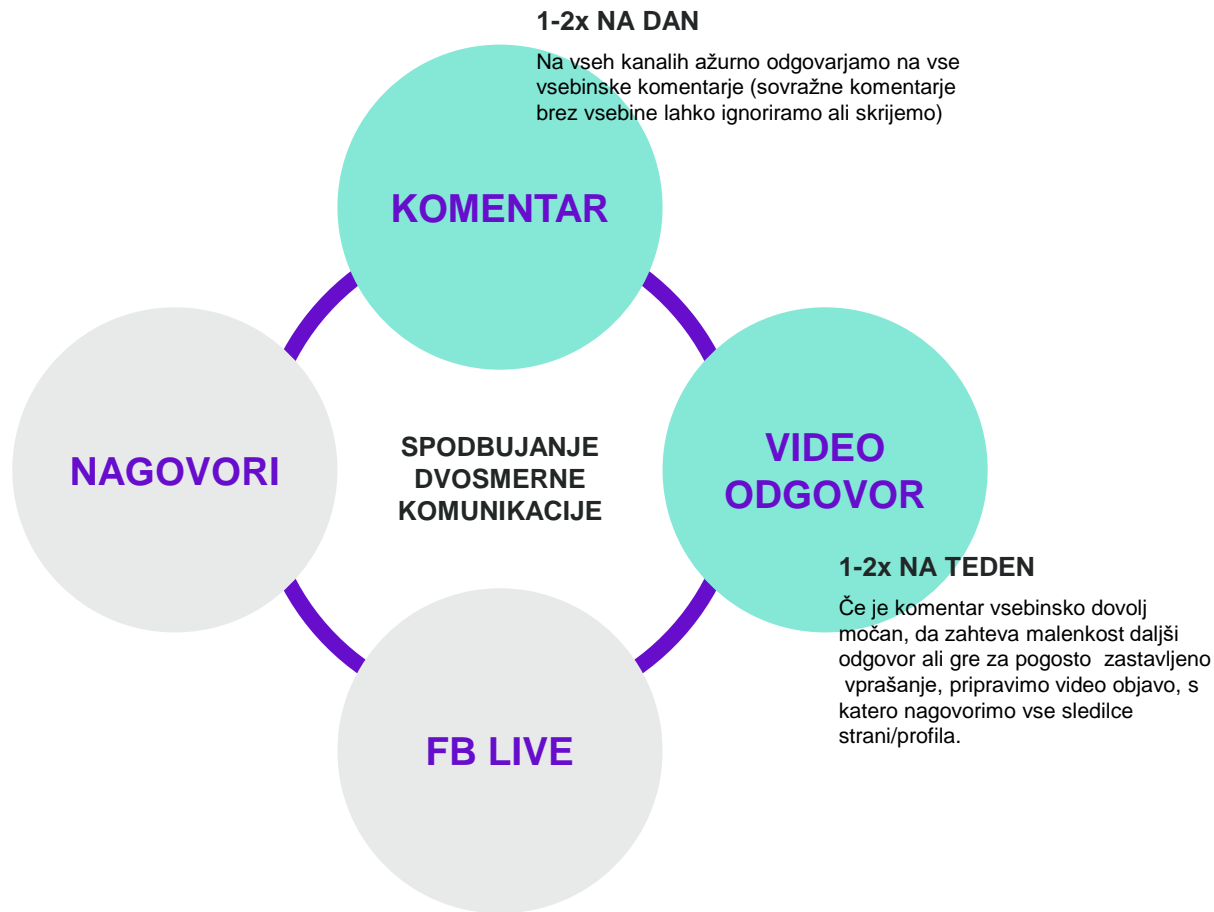 1-2x NA DAN
Na vseh kanalih ažurno odgovarjamo na vse
vsebinske komentarje (sovražne komentarje
brez vsebine lahko ignoriramo ali skrijemo)
KOMENTAR
NAGOVORI
SPODBUJANJE
DVOSMERNE
KOMUNIKACIJE
VIDEO
ODGOVOR
1-2x NA TEDEN
Če je komentar vsebinsko dovolj
močan, da zahteva malenkost daljši
odgovor ali gre za pogosto  zastavljeno
vprašanje, pripravimo video objavo, s
katero nagovorimo vse sledilce
strani/profila.
FB LIVE